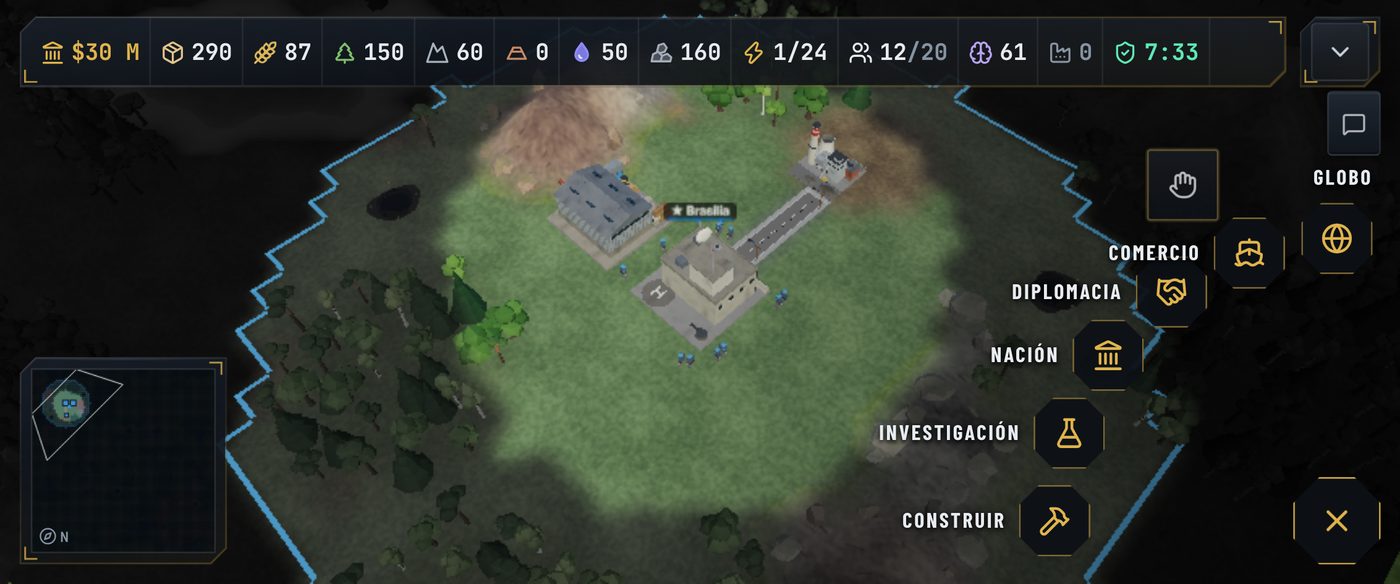 $30 M 290 87 150 60 0 50 160 1/24 12/20 61 0 7:33
GLOBO
★ Brasilia
COMERCIO
DIPLOMACIA
NACIÓN
INVESTIGACIÓN
CONSTRUIR
N
H